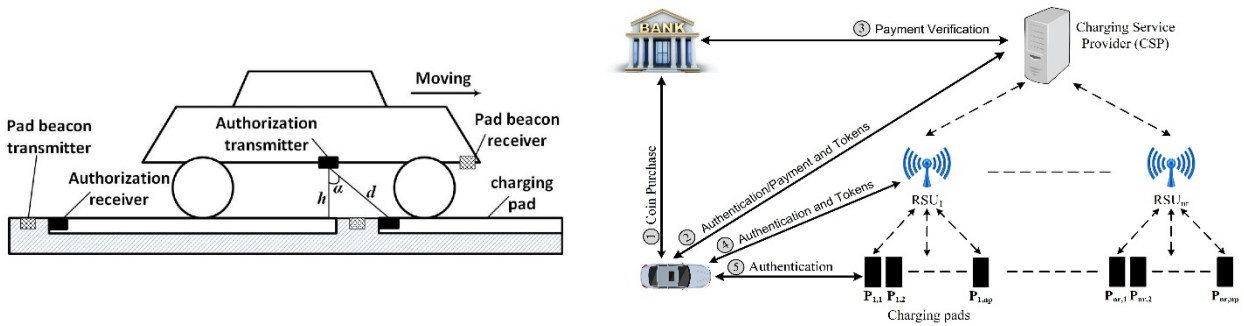 Moving
Pad beacon
transmitter
Authorization
transmitter
Pad beacon
receiver
Authorization
receiver
h
α
d
charging
pad
BANK
3 Payment Verification
Charging Service
Provider (CSP)
1 Coin Purchase
2 Authentication/Payment and Tokens
4 Authentication and Tokens
5 Authentication
RSU1
RSUnr
P1,1
P1,2
P1,np
Pnr,1
Pnr,2
Pnr,np
Charging pads